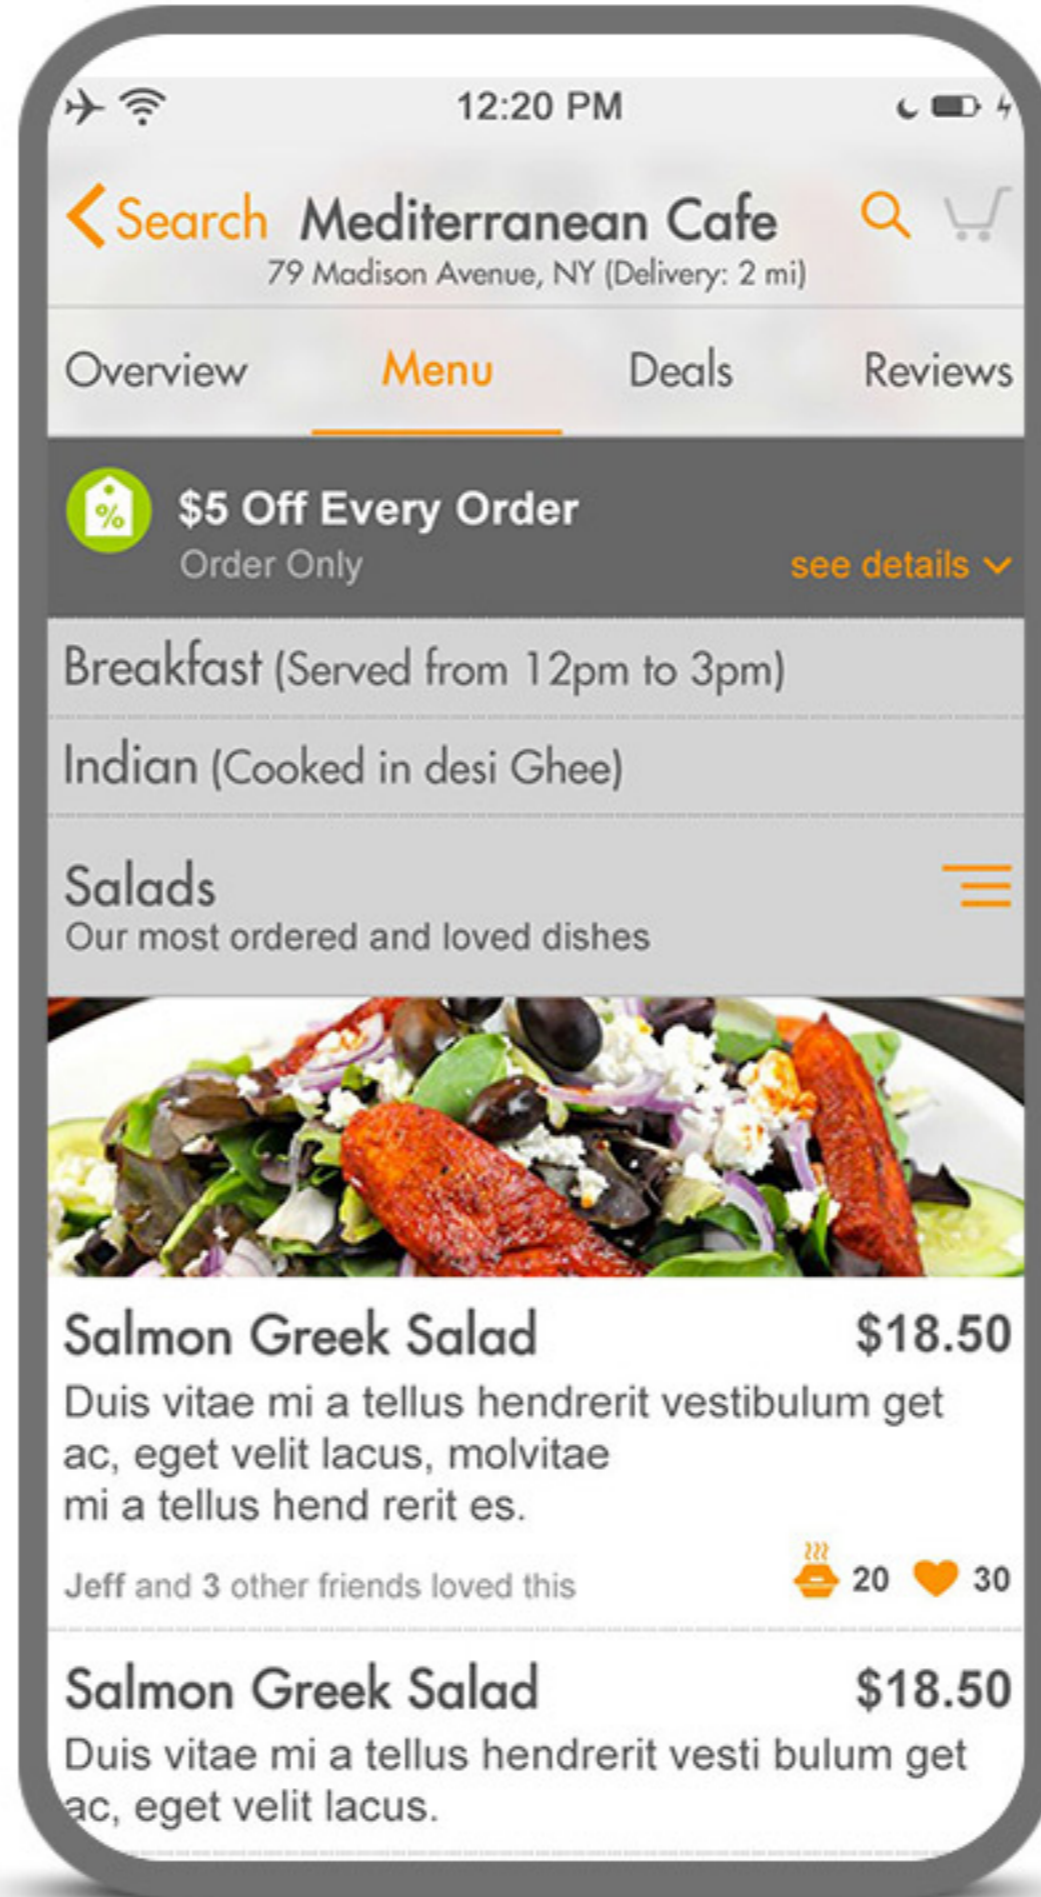 12:20 PM
Search Mediterranean Cafe
79 Madison Avenue, NY (Delivery: 2 mi)
Overview Menu Deals Reviews
%
$5 Off Every Order
Order Only see details
Breakfast (Served from 12pm to 3pm)
Indian (Cooked in desi Ghee)
Salads
Our most ordered and loved dishes
Salmon Greek Salad $18.50
Duis vitae mi a tellus hendrerit vestibulum get
ac, eget velit lacus, molvitae
mi a tellus hend rerit es.
Jeff and 3 other friends loved this 20 30
Salmon Greek Salad $18.50
Duis vitae mi a tellus hendrerit vesti bulum get
ac, eget velit lacus.